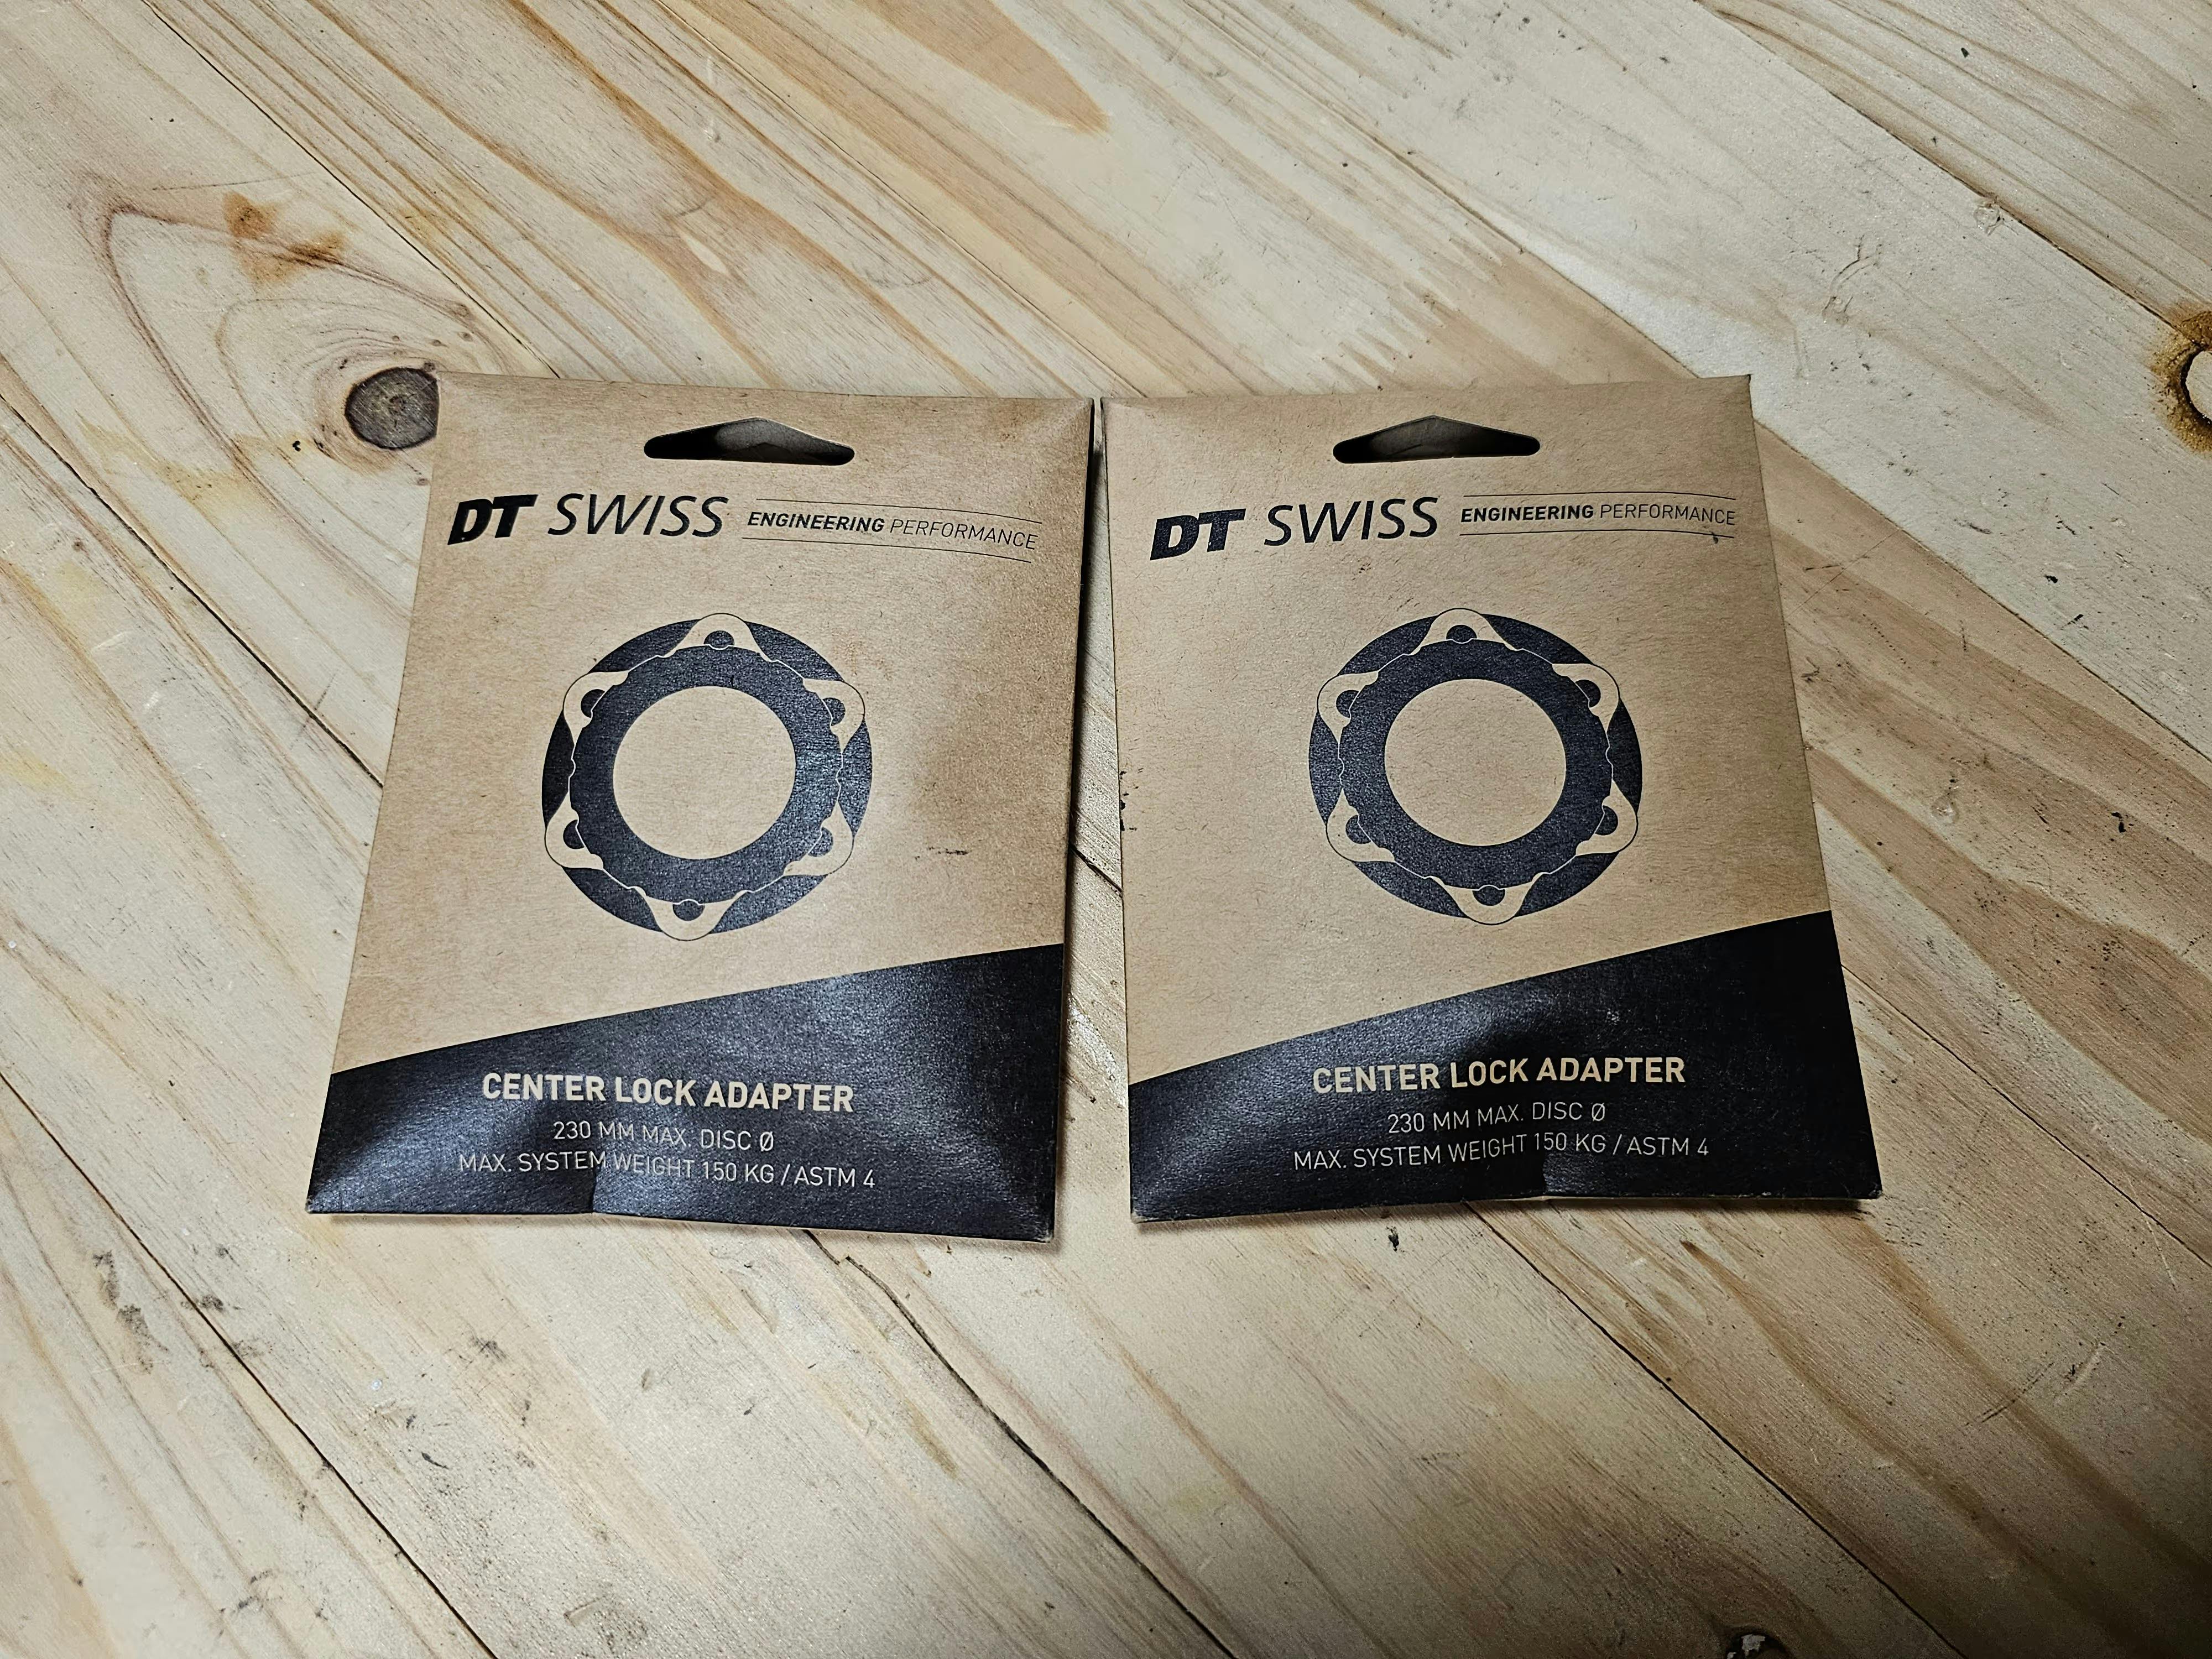 DT SWISS ENGINEERING PERFORMANCE
CENTER LOCK ADAPTER
230 MM MAX. DISC Ø
MAX. SYSTEM WEIGHT 150 KG / ASTM 4
DT SWISS ENGINEERING PERFORMANCE
CENTER LOCK ADAPTER
230 MM MAX. DISC Ø
MAX. SYSTEM WEIGHT 150 KG / ASTM 4